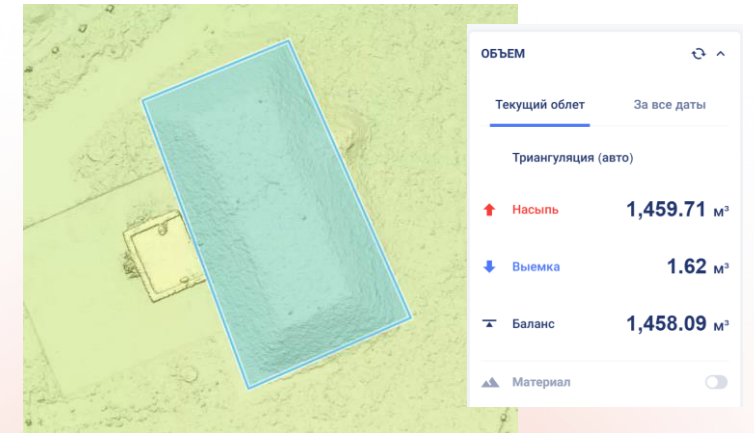 ОБЪЕМ
Текущий облет За все даты
Триангуляция (авто)
Насыпь 1,459.71 м³
Выемка 1.62 м³
Баланс 1,458.09 м³
Материал